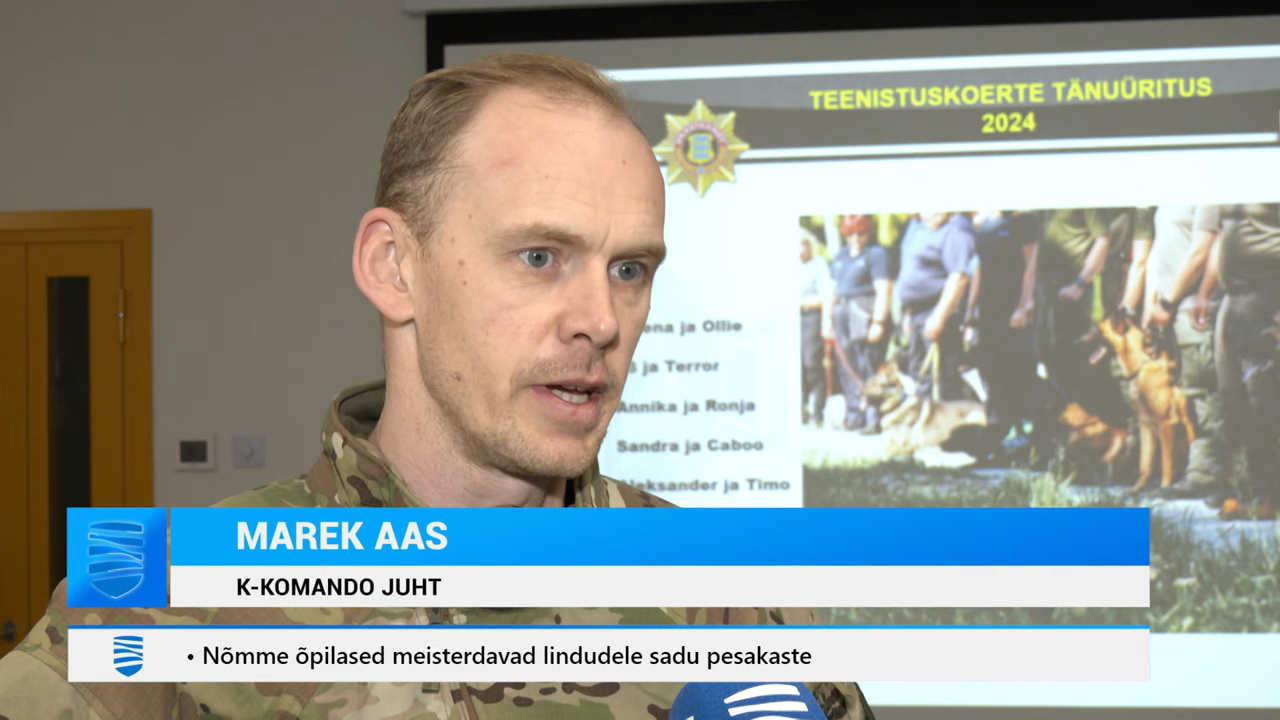 TEENISTUSKOERTE TÄNUÜRITUS
2024
ja Ollie
ja Terror
Annika ja Ronja
Sandra ja Caboo
Aleksander ja Timo
MAREK AAS
K-KOMANDO JUHT
• Nõmme õpilased meisterdavad lindudele sadu pesakaste